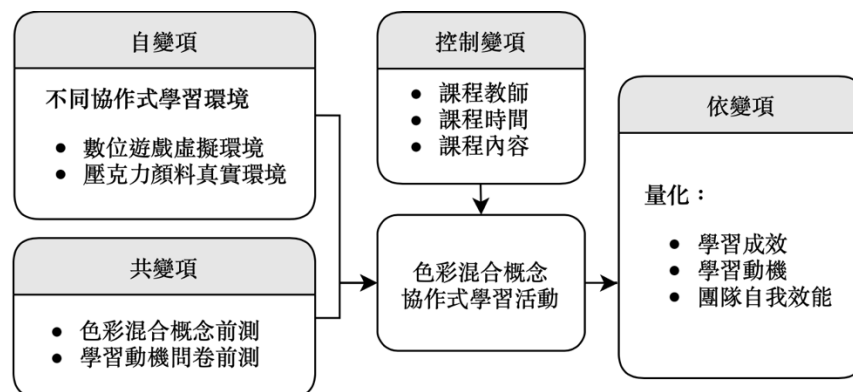 自變項
不同協作式學習環境
● 數位遊戲虛擬環境
● 壓克力顏料真實環境
共變項
● 色彩混合概念前測
● 學習動機問卷前測
控制變項
● 課程教師
● 課程時間
● 課程內容
色彩混合概念
協作式學習活動
依變項
量化：
● 學習成效
● 學習動機
● 團隊自我效能